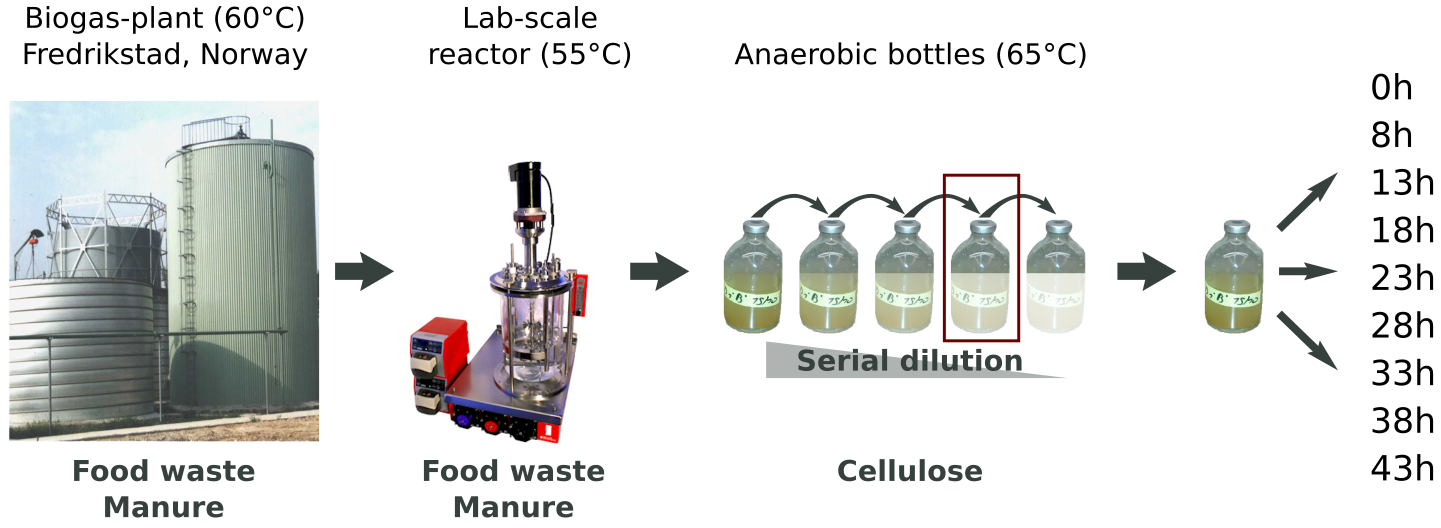 Biogas-plant (60°C)
Fredrikstad, Norway
Lab-scale
reactor (55°C)
Anaerobic bottles (65°C)
Serial dilution
Food waste
Manure
Food waste
Manure
Cellulose
0h
8h
13h
18h
23h
28h
33h
38h
43h